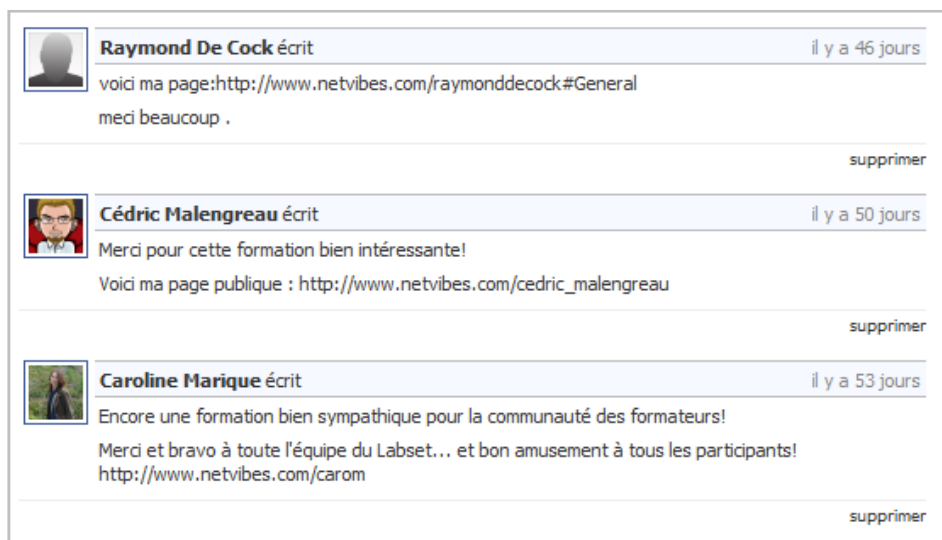 Raymond De Cock écrit il y a 46 jours
voici ma page:http://www.netvibes.com/raymonddecock#General
meci beaucoup .
supprimer
Cédric Malengreau écrit il y a 50 jours
Merci pour cette formation bien intéressante!
Voici ma page publique : http://www.netvibes.com/cedric_malengreau
supprimer
Caroline Marique écrit il y a 53 jours
Encore une formation bien sympathique pour la communauté des formateurs!
Merci et bravo à toute l'équipe du Labset... et bon amusement à tous les participants!
http://www.netvibes.com/carom
supprimer